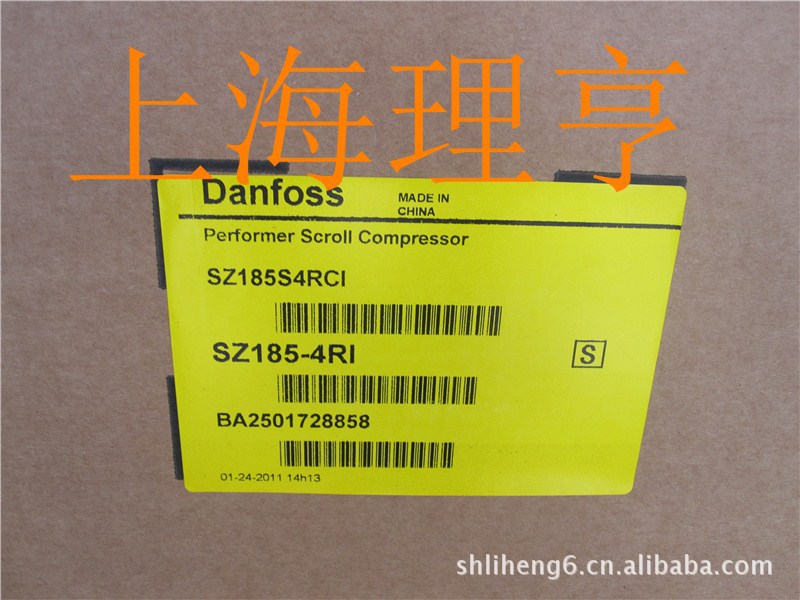 上海理亨
Danfoss
MADE IN
CHINA
Performer Scroll Compressor
SZ185S4RCI
SZ185-4RI
S
BA2501728858
01-24-2011 14h13
shliheng6.cn.alibaba.com